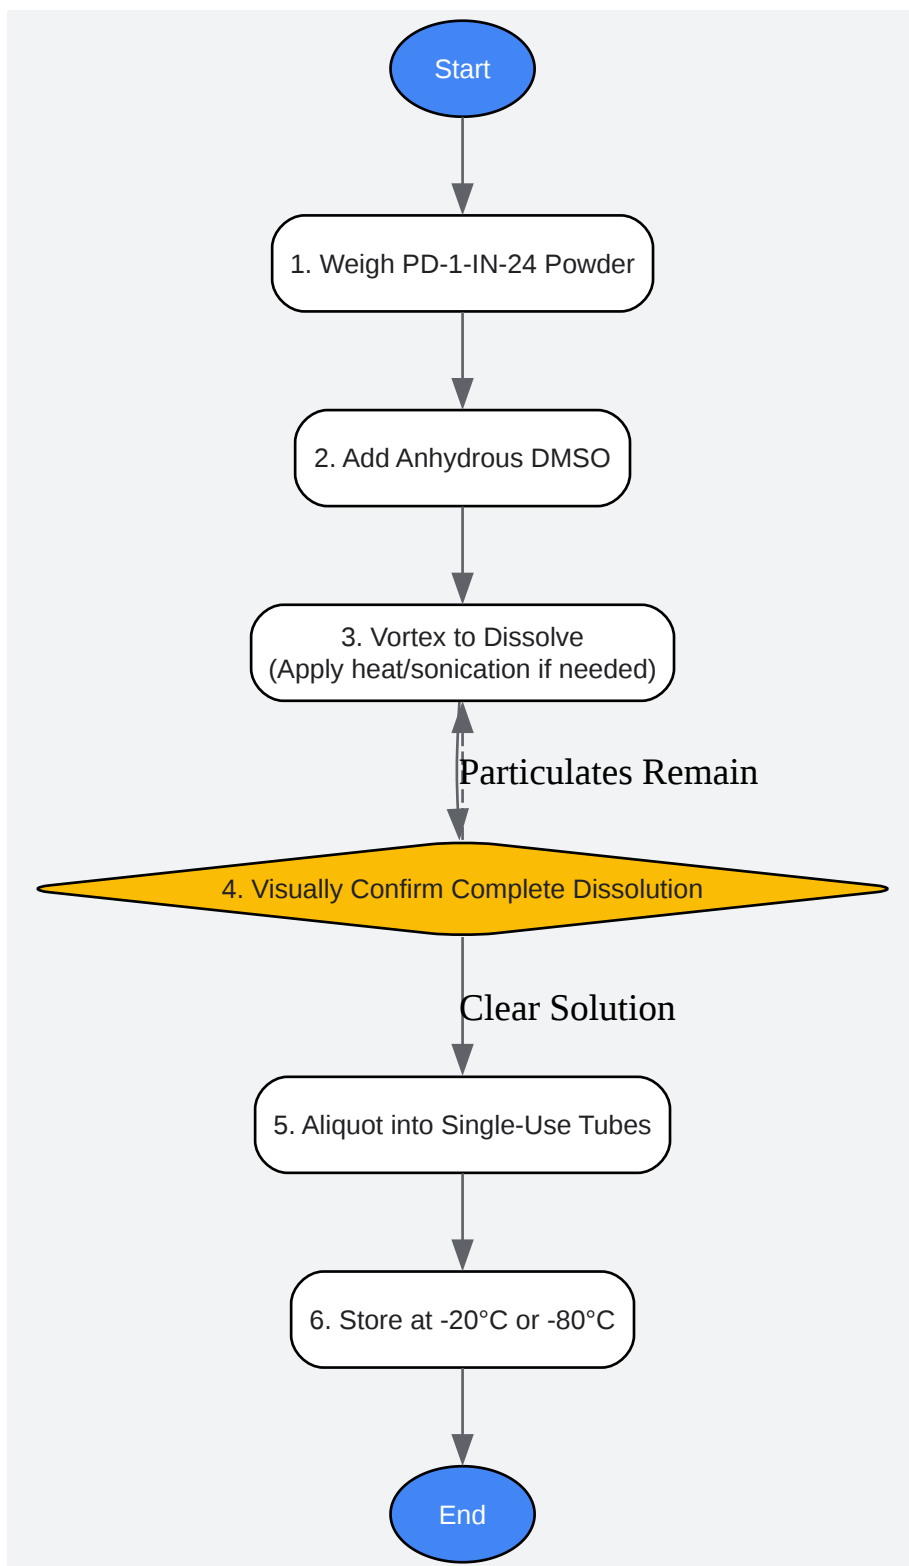 Start
1. Weigh PD-1-IN-24 Powder
2. Add Anhydrous DMSO
3. Vortex to Dissolve
(Apply heat/sonication if needed)
Particulates Remain
4. Visually Confirm Complete Dissolution
Clear Solution
5. Aliquot into Single-Use Tubes
6. Store at -20°C or -80°C
End